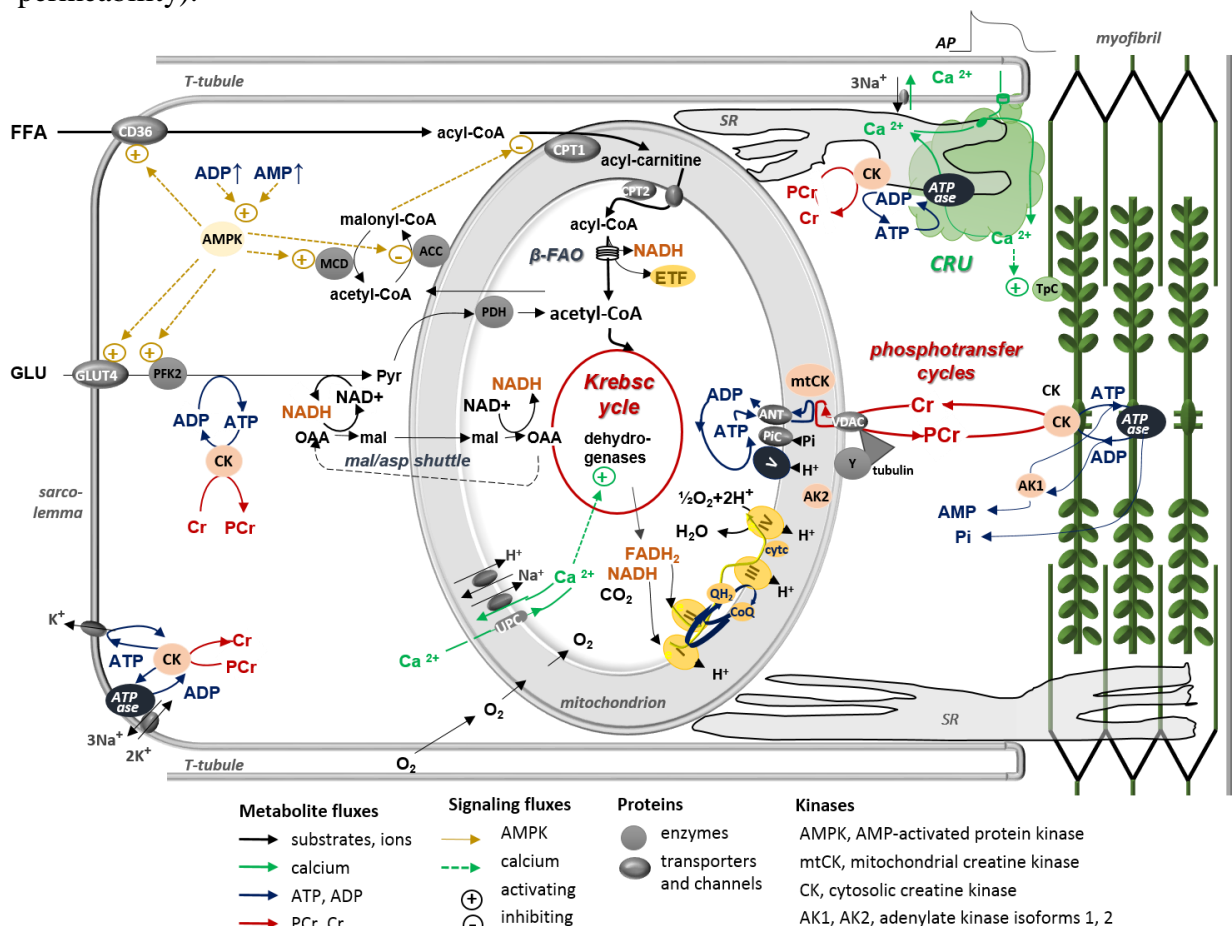 permeability).
AP
myofibril
T-tubule
3Na+
Ca 2+
FFA
CD36
acyl-CoA
CPT1
SR
Ca 2+
acyl-carnitine
CPT2
CK
ATP
ase
ADP↑ AMP↑
PCr
Cr
ADP
ATP
malonyl-CoA
acyl-CoA
AMPK
MCD
ACC
β-FAO
NADH
ETF
CRU
Ca 2+
TpC
acetyl-CoA
PDH
acetyl-CoA
GLU
GLUT4
PFK2
Pyr
phosphotransfer
cycles
mtCK
Krebsc
ycle
NADH
NAD+
NADH
NAD+
ADP
ATP
ADP
ATP
ANT
PiC
Pi
V
H+
VDAC
Cr
PCr
CK
CK
ATP
ATP
ase
ADP
OAA
mal
mal
OAA
dehydro-
genases
mal/asp shuttle
Y
tubulin
CK
Cr
PCr
AK1
AK2
AMP
Pi
sarco-
lemma
½O2+2H+
H2O
IV
H+
cytc
III
H+
FADH2
NADH
CO2
QH2
CoQ
II
I
H+
H+
Na+
Ca 2+
UPC
Ca 2+
O2
O2
O2
K+
ATP
CK
Cr
PCr
ATP
ase
ADP
3Na+
2K+
mitochondrion
SR
T-tubule
Metabolite fluxes
substrates, ions
calcium
ATP, ADP
PCr, Cr
Signaling fluxes
AMPK
calcium
activating
inhibiting
Proteins
enzymes
transporters
and channels
Kinases
AMPK, AMP-activated protein kinase
mtCK, mitochondrial creatine kinase
CK, cytosolic creatine kinase
AK1, AK2, adenylate kinase isoforms 1, 2